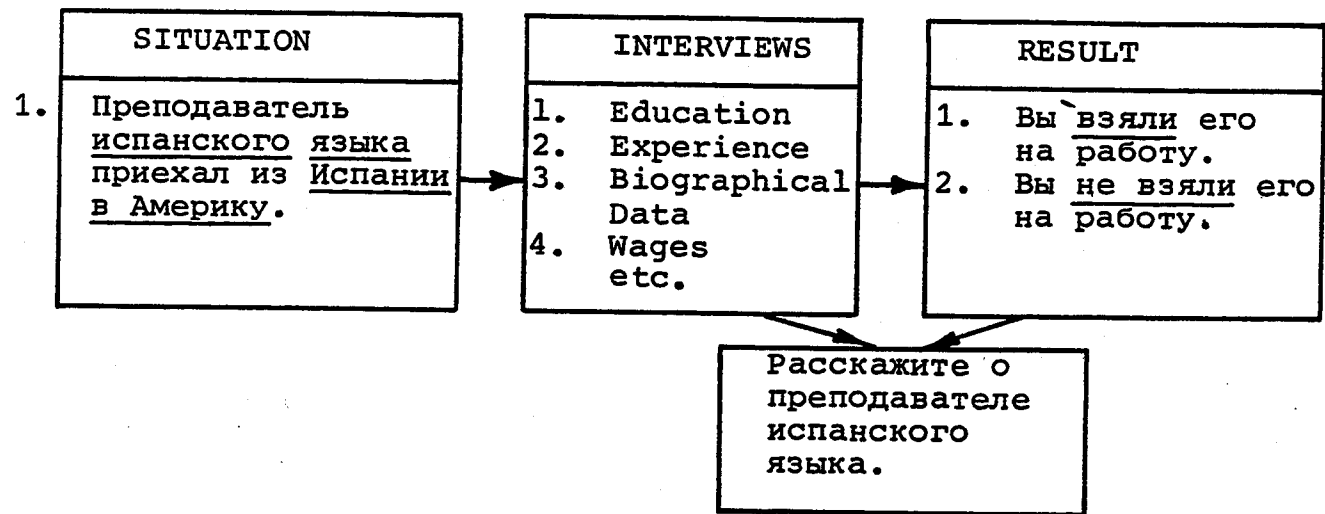 SITUATION
1. Преподаватель
испанского языка
приехал из Испании
в Америку.
INTERVIEWS
1. Education
2. Experience
3. Biographical
Data
4. Wages
etc.
RESULT
1. Вы взяли его
на работу.
2. Вы не взяли его
на работу.
Расскажите о
преподавателе
испанского
языка.